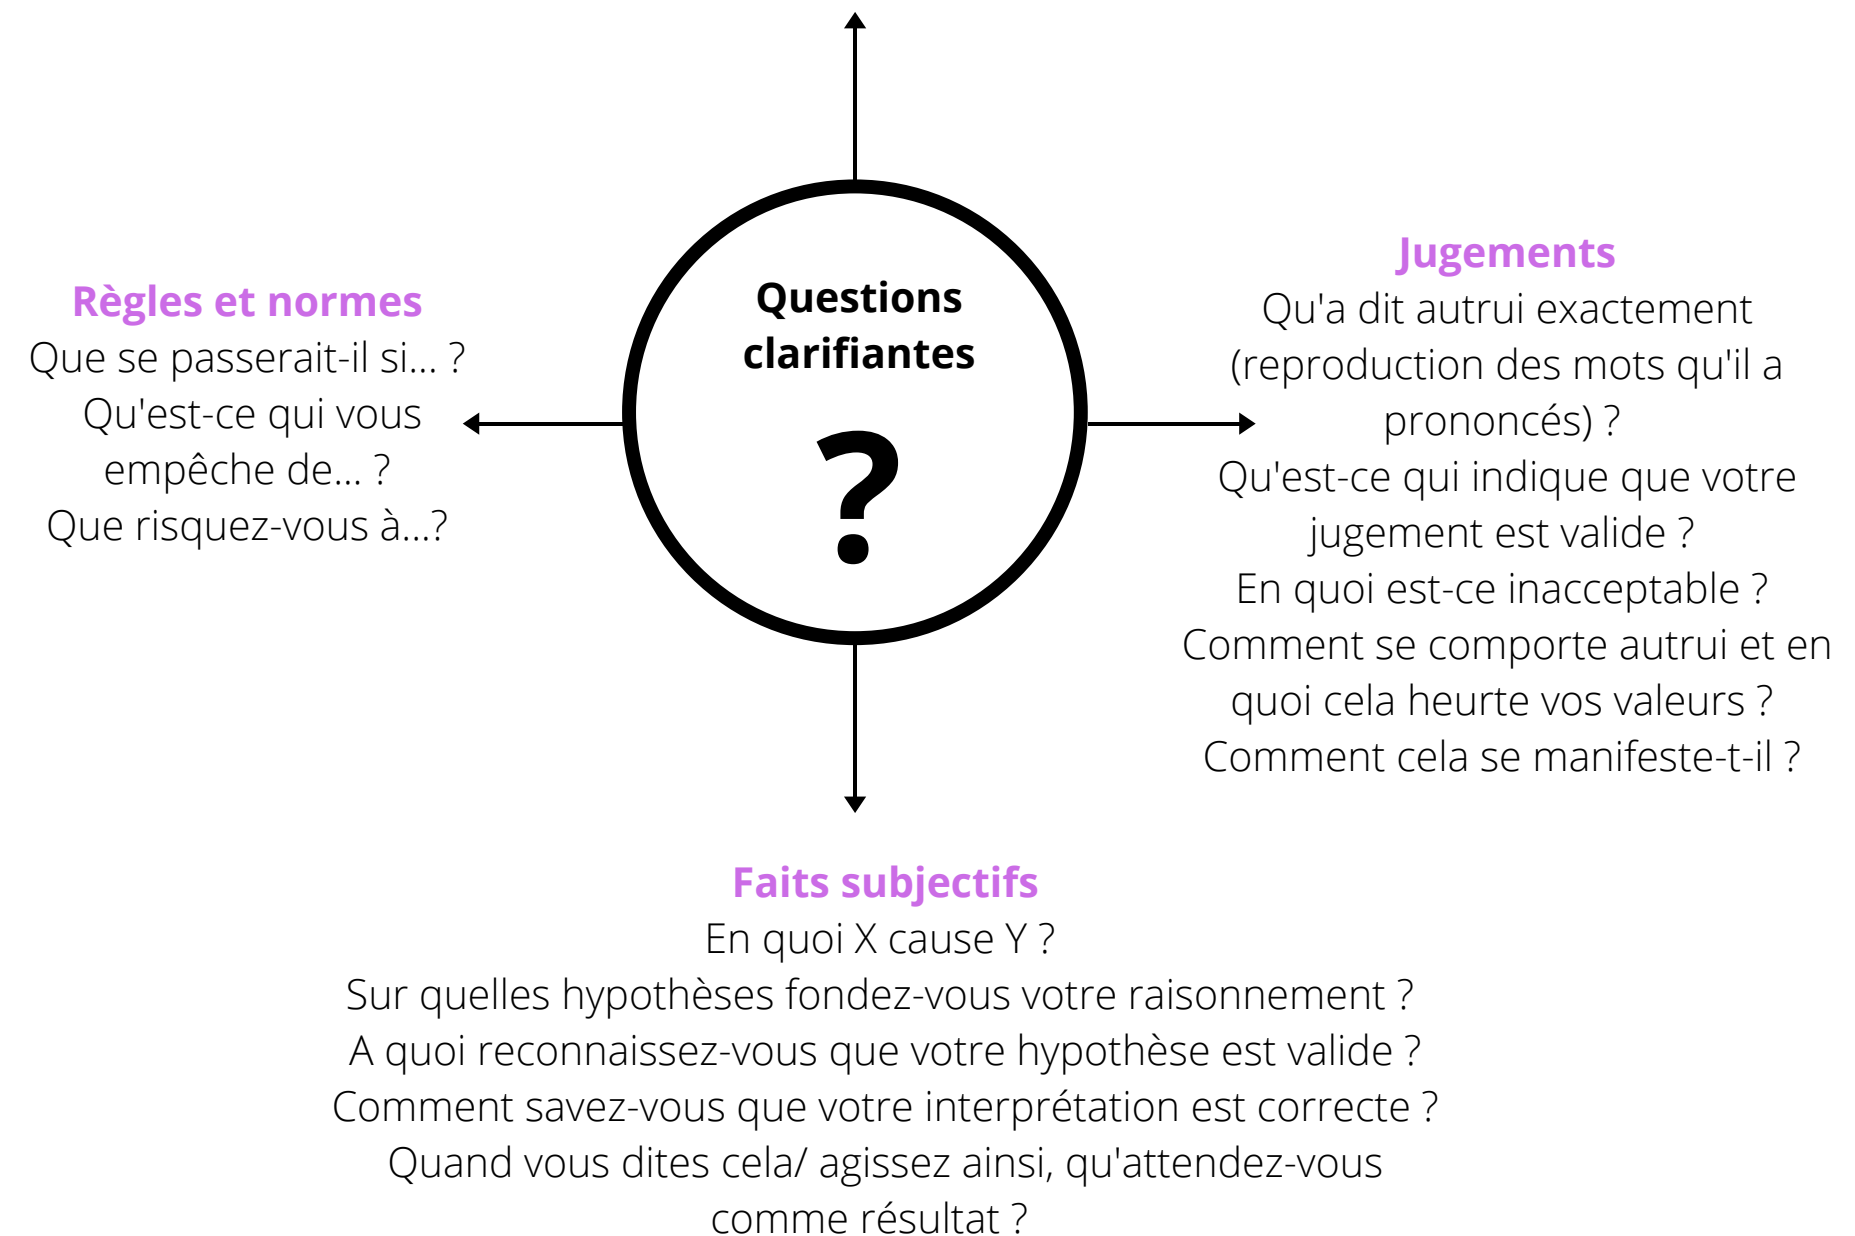 Questions
clarifiantes
?
Règles et normes
Que se passerait-il si... ?
Qu'est-ce qui vous
empêche de... ?
Que risquez-vous à...?
Jugements
Qu'a dit autrui exactement
(reproduction des mots qu'il a
prononcés) ?
Qu'est-ce qui indique que votre
jugement est valide ?
En quoi est-ce inacceptable ?
Comment se comporte autrui et en
quoi cela heurte vos valeurs ?
Comment cela se manifeste-t-il ?
Faits subjectifs
En quoi X cause Y ?
Sur quelles hypothèses fondez-vous votre raisonnement ?
A quoi reconnaissez-vous que votre hypothèse est valide ?
Comment savez-vous que votre interprétation est correcte ?
Quand vous dites cela/ agissez ainsi, qu'attendez-vous
comme résultat ?